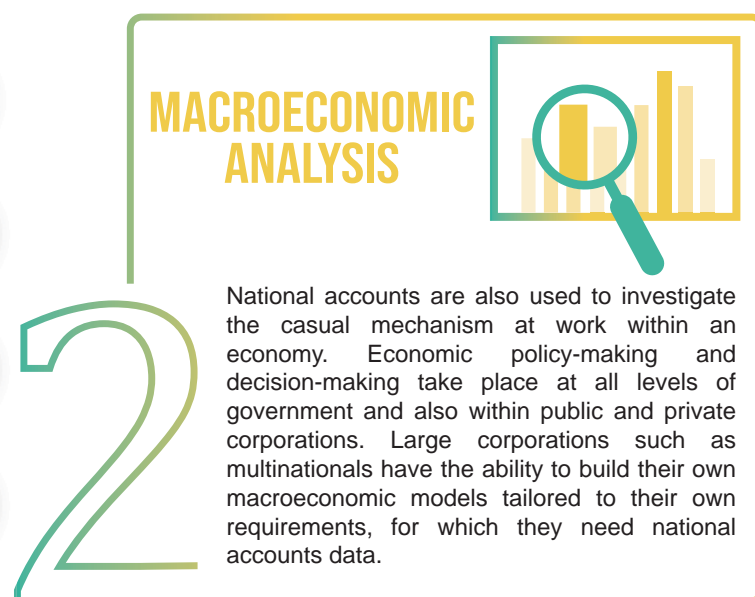 MACROECONOMIC
ANALYSIS
2
National accounts are also used to investigate
the casual mechanism at work within an
economy. Economic policy-making and
decision-making take place at all levels of
government and also within public and private
corporations. Large corporations such as
multinationals have the ability to build their own
macroeconomic models tailored to their own
requirements, for which they need national
accounts data.